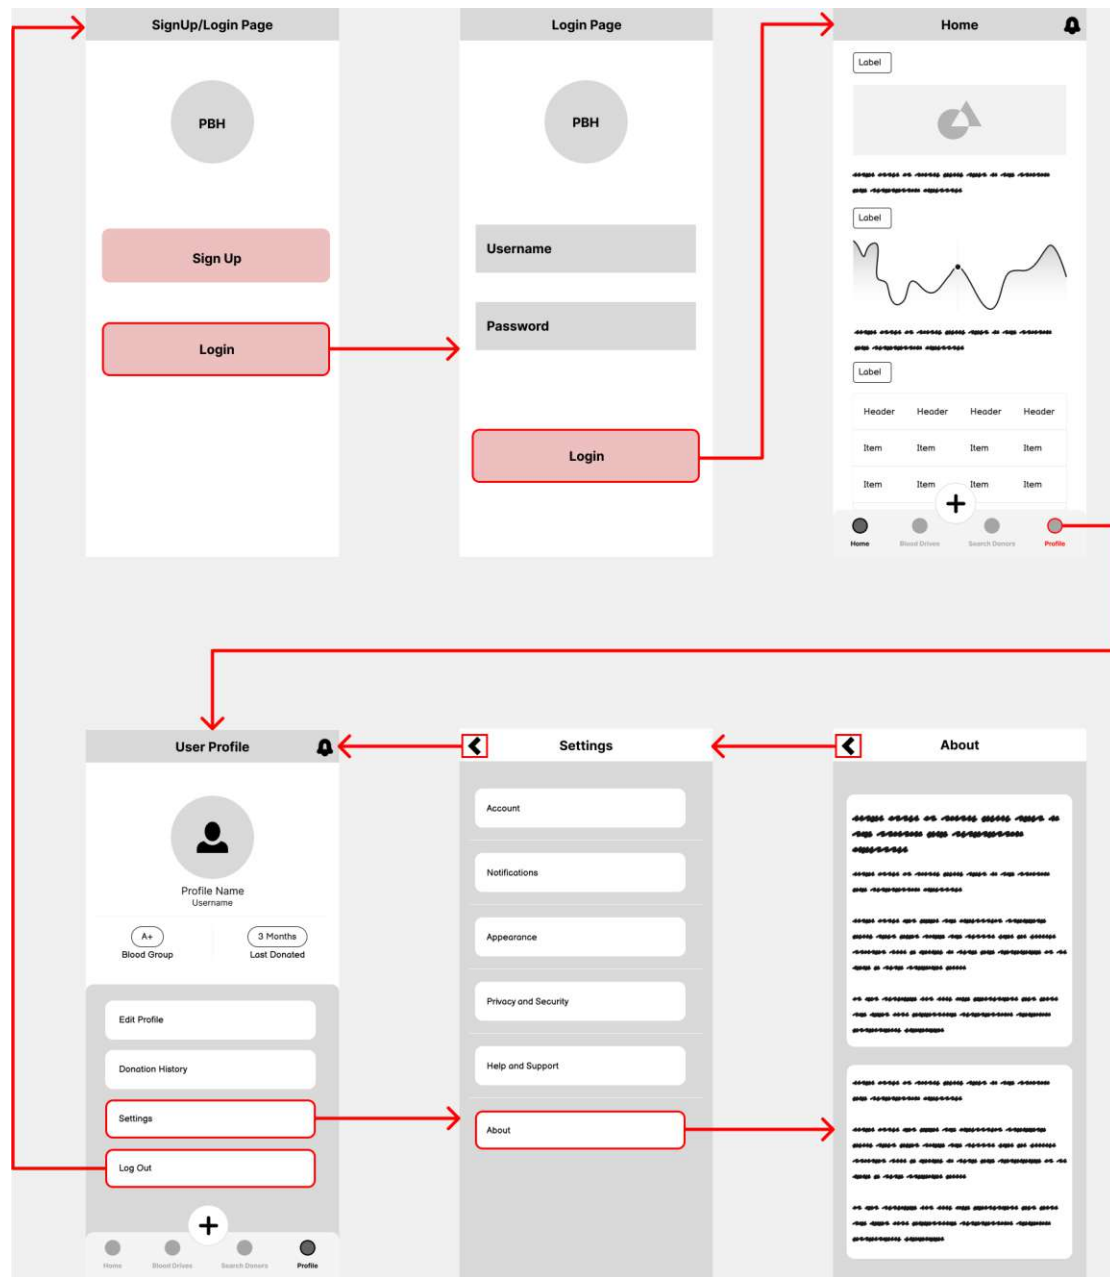 SignUp/Login Page
PBH
Sign Up
Login
Login Page
PBH
Username
Password
Login
Home
Label
Label
Label
Header Header Header Header
Item Item Item Item
Item Item Item Item
+
Home Blood Drives Search Donors Profile
User Profile
Profile Name
Username
A+ 3 Months
Blood Group Last Donated
Edit Profile
Donation History
Settings
Log Out
+
Home Blood Drives Search Donors Profile
Settings
Account
Notifications
Appearance
Privacy and Security
Help and Support
About
About